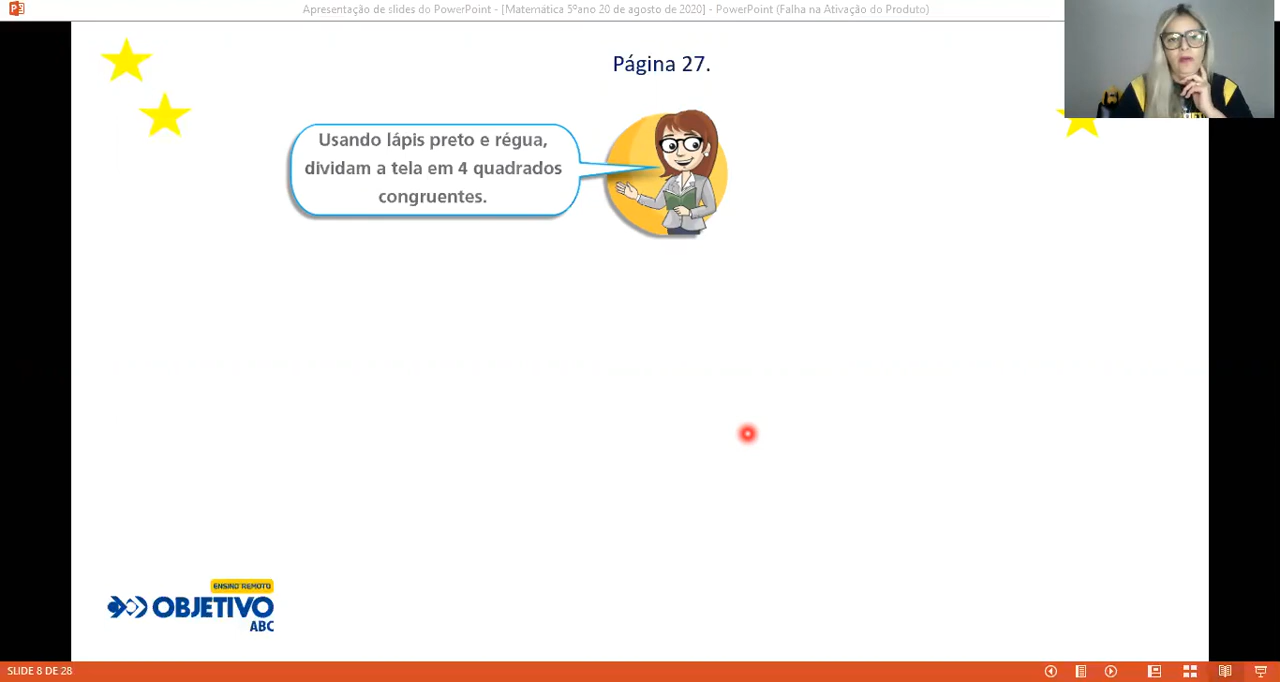 Apresentação de slides do PowerPoint - [Matemática 5ºano 20 de agosto de 2020] - PowerPoint (Falha na Ativação do Produto)
Página 27.
Usando lápis preto e régua,
dividam a tela em 4 quadrados
congruentes.
ENSINO REMOTO
OBJETIVO
ABC
SLIDE 8 DE 28